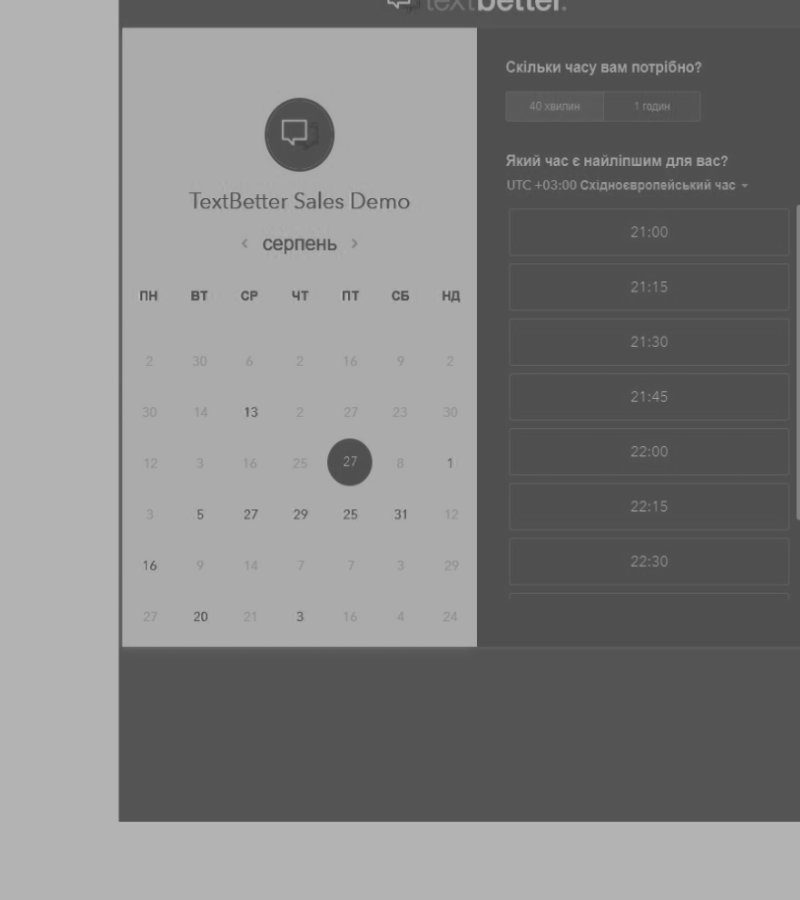 textbetter.
TextBetter Sales Demo
‹ серпень ›
ПН ВТ СР ЧТ ПТ СБ НД
2 30 6 2 16 9 2
30 14 13 2 27 23 30
12 3 16 25 27 8 1
3 5 27 29 25 31 12
16 9 14 7 7 3 29
27 20 21 3 16 4 24
Скільки часу вам потрібно?
40 хвилин 1 годин
Який час є найліпшим для вас?
UTC +03:00 Східноєвропейський час
21:00
21:15
21:30
21:45
22:00
22:15
22:30